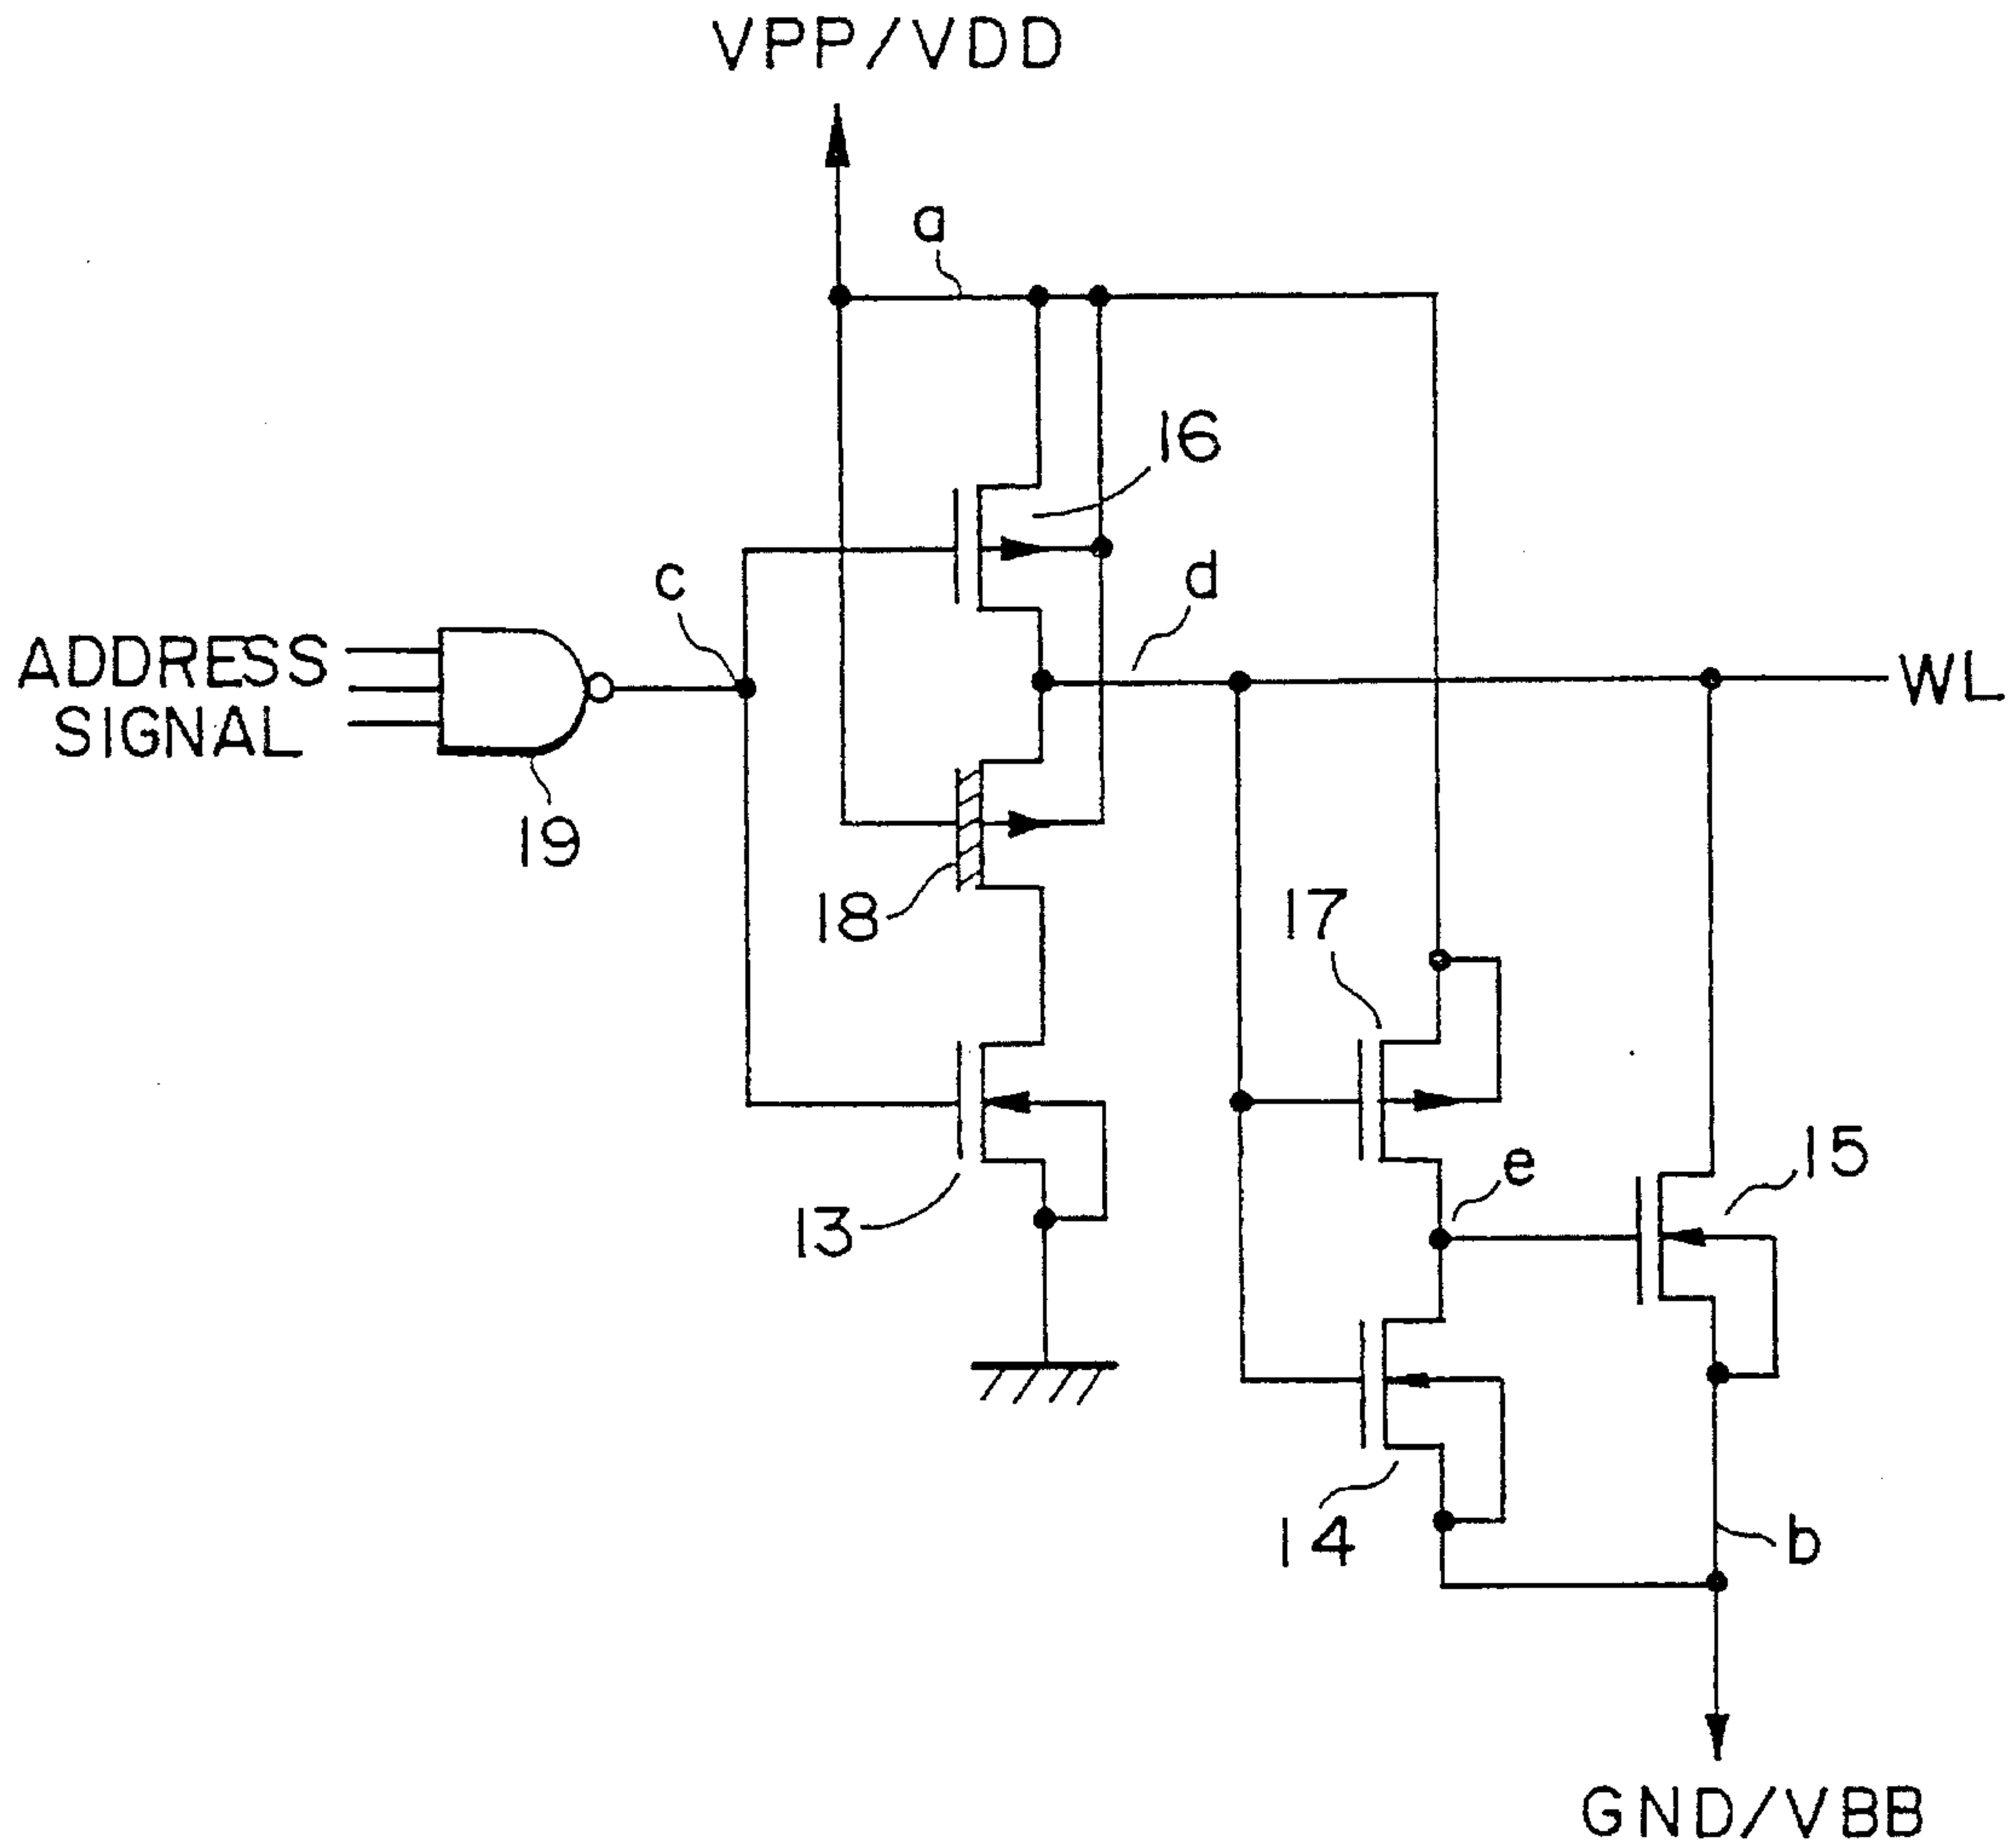 VPP/VDD
a
16
c
d
ADDRESS
SIGNAL
WL
19
18
17
e
15
13
14
b
GND/VBB